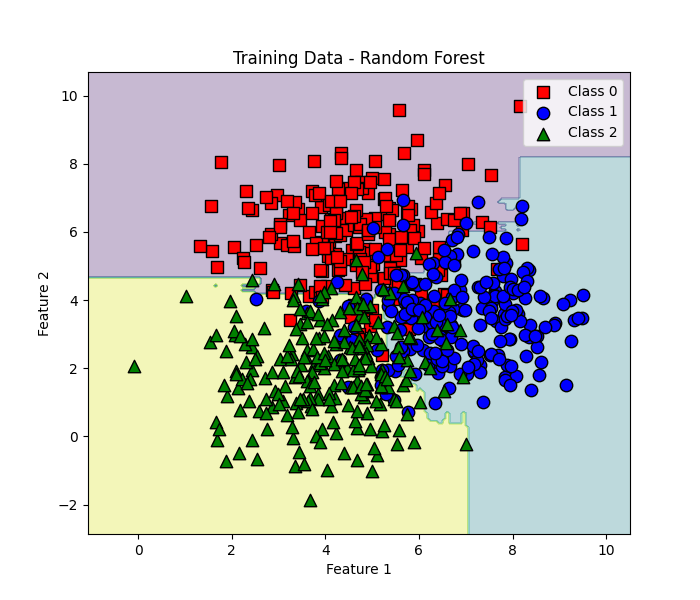 Training Data - Random Forest
Class 0
Class 1
Class 2
10
8
6
4
2
0
−2
Feature 2
0 2 4 6 8 10
Feature 1